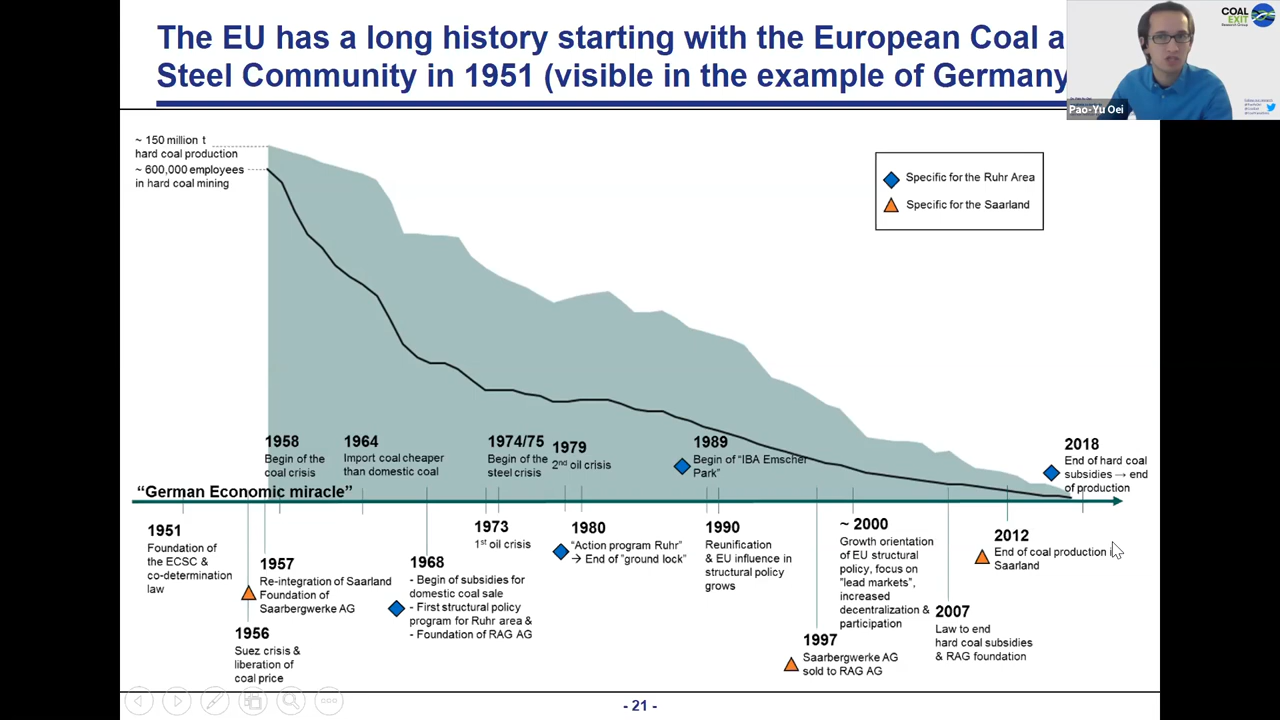 The EU has a long history starting with the European Coal a
Steel Community in 1951 (visible in the example of Germany
COAL
EXIT
Research Group
Pao-Yu Oei
~ 150 million t
hard coal production
~ 600,000 employees
in hard coal mining
Specific for the Ruhr Area
Specific for the Saarland
1958
Begin of the
coal crisis
1964
Import coal cheaper
than domestic coal
1974/75
Begin of the
steel crisis
1979
2nd oil crisis
1989
Begin of "IBA Emscher
Park"
2018
End of hard coal
subsidies → end
of production
"German Economic miracle"
1951
Foundation of
the ECSC &
co-determination
law
1957
Re-integration of Saarland
Foundation of
Saarbergwerke AG
1956
Suez crisis &
liberation of
coal price
1968
- Begin of subsidies for
domestic coal sale
- First structural policy
program for Ruhr area &
- Foundation of RAG AG
1973
1st oil crisis
1980
"Action program Ruhr"
→ End of "ground lock"
1990
Reunification
& EU influence in
structural policy
grows
1997
Saarbergwerke AG
sold to RAG AG
~ 2000
Growth orientation
of EU structural
policy, focus on
"lead markets",
increased
decentralization &
participation
2007
Law to end
hard coal subsidies
& RAG foundation
2012
End of coal production i
Saarland
- 21 -